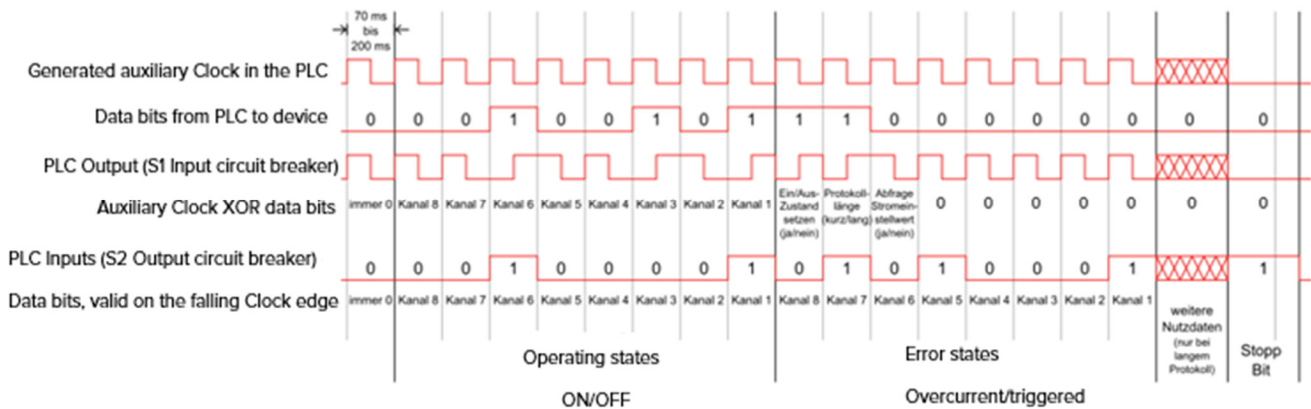 70 ms
bis
200 ms
Generated auxiliary Clock in the PLC
Data bits from PLC to device
0 0 0 1 0 0 1 0 1 1 1 0 0 0 0 0 0 0 0
PLC Output (S1 Input circuit breaker)
Auxiliary Clock XOR data bits
immer 0 Kanal 8 Kanal 7 Kanal 6 Kanal 5 Kanal 4 Kanal 3 Kanal 2 Kanal 1
Ein/Aus-
Zustand
setzen
(ja/nein)
Protokoll-
länge
(kurz/lang)
Abfrage
Stromein-
stellwert
(ja/nein)
0 0 0 0 0 0 0
PLC Inputs (S2 Output circuit breaker)
0 0 0 1 0 0 0 0 1 0 1 0 1 0 0 0 1 1
Data bits, valid on the falling Clock edge
immer 0 Kanal 8 Kanal 7 Kanal 6 Kanal 5 Kanal 4 Kanal 3 Kanal 2 Kanal 1 Kanal 8 Kanal 7 Kanal 6 Kanal 5 Kanal 4 Kanal 3 Kanal 2 Kanal 1
weitere
Nutzdaten
(nur bei
langem
Protokoll)
Stopp
Bit
Operating states
Error states
ON/OFF
Overcurrent/triggered